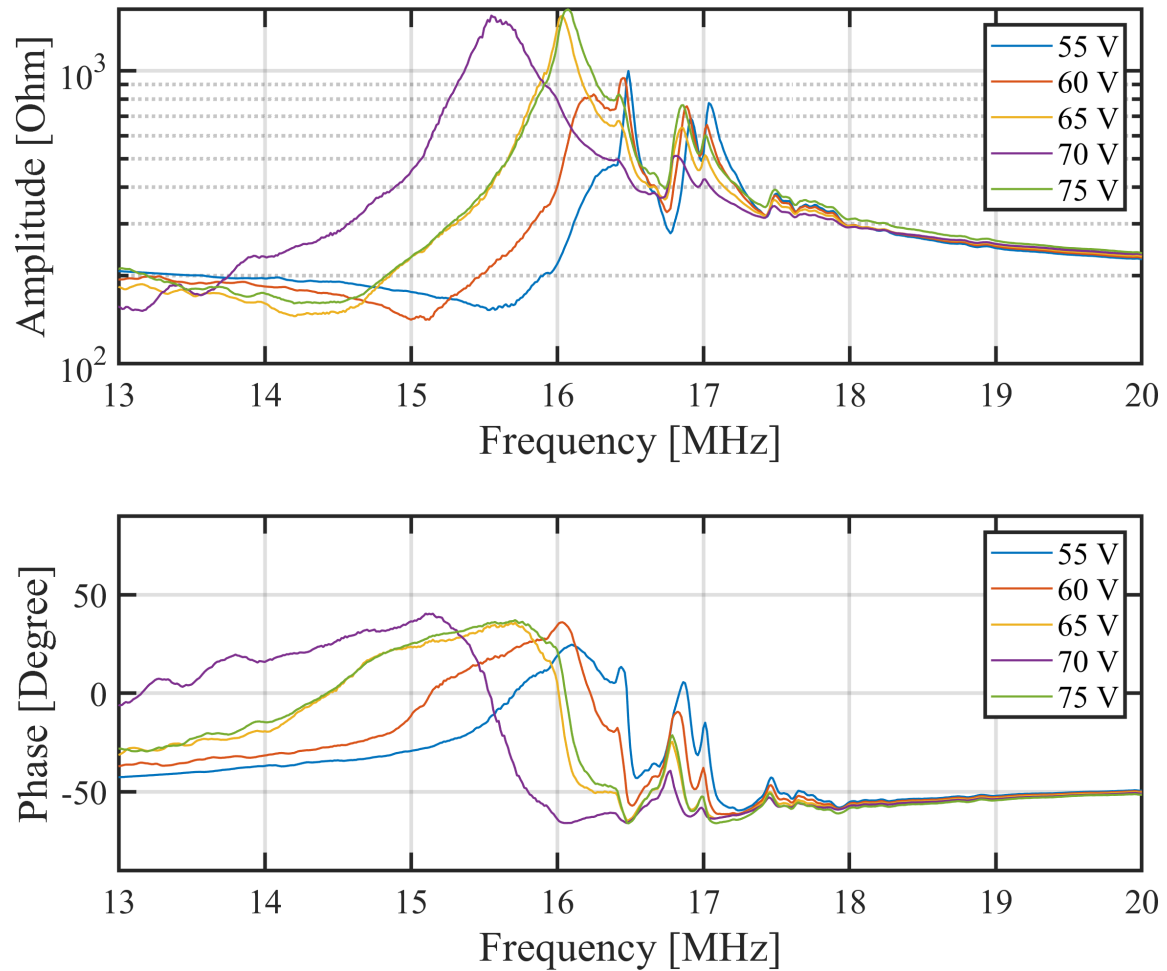 Amplitude [Ohm]
10^3
10^2
55 V
60 V
65 V
70 V
75 V
13 14 15 16 17 18 19 20
Frequency [MHz]
Phase [Degree]
50
0
-50
55 V
60 V
65 V
70 V
75 V
13 14 15 16 17 18 19 20
Frequency [MHz]